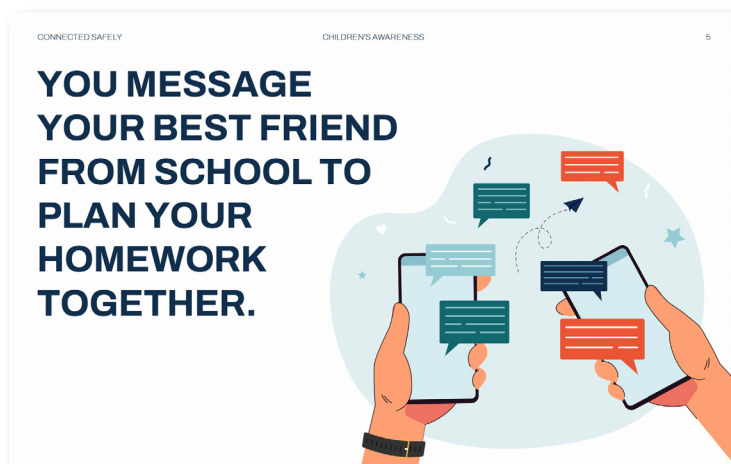 CONNECTED SAFELY
CHILDREN'S AWARENESS
5
YOU MESSAGE
YOUR BEST FRIEND
FROM SCHOOL TO
PLAN YOUR
HOMEWORK
TOGETHER.